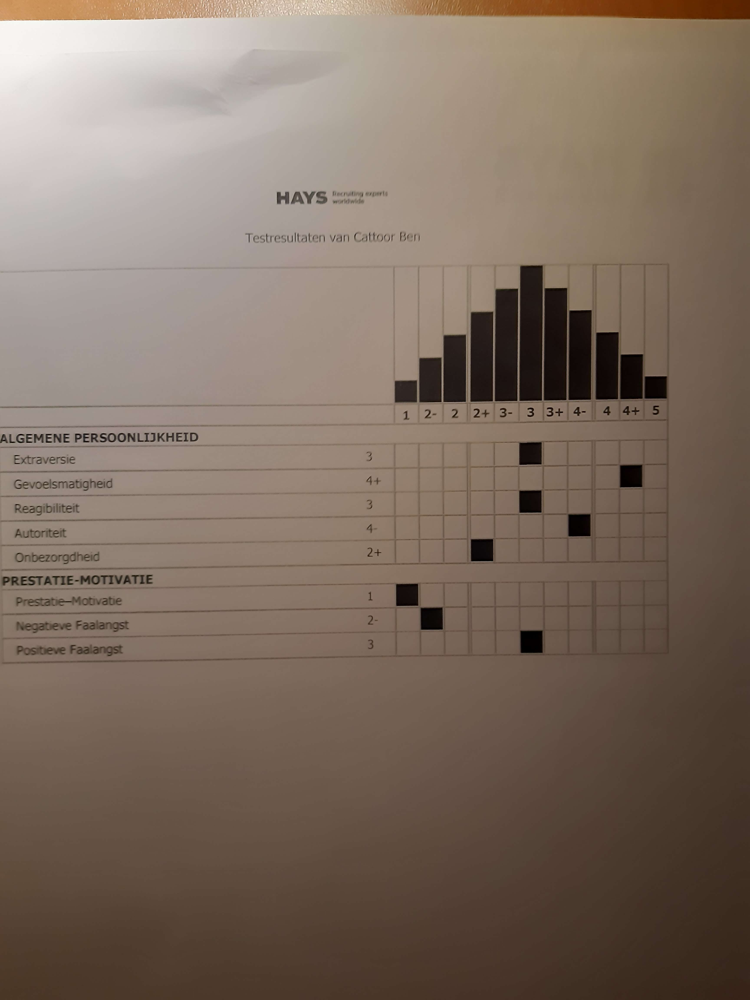 HAYS Recruiting experts
worldwide
Testresultaten van Cattoor Ben
1 2- 2 2+ 3- 3 3+ 4- 4 4+ 5
ALGEMENE PERSOONLIJKHEID
Extraversie 3
Gevoelsmatigheid 4+
Reagibiliteit 3
Autoriteit 4-
Onbezorgdheid 2+
PRESTATIE-MOTIVATIE
Prestatie–Motivatie 1
Negatieve Faalangst 2-
Positieve Faalangst 3